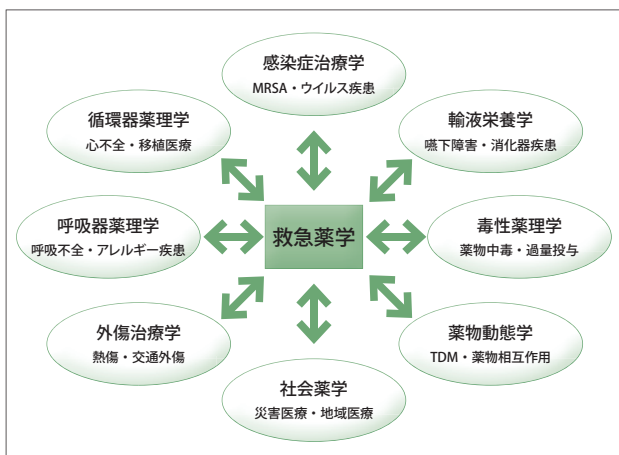 感染症治療学
MRSA・ウイルス疾患
循環器薬理学
心不全・移植医療
輸液栄養学
嚥下障害・消化器疾患
呼吸器薬理学
呼吸不全・アレルギー疾患
救急薬学
毒性薬理学
薬物中毒・過量投与
外傷治療学
熱傷・交通外傷
薬物動態学
TDM・薬物相互作用
社会薬学
災害医療・地域医療